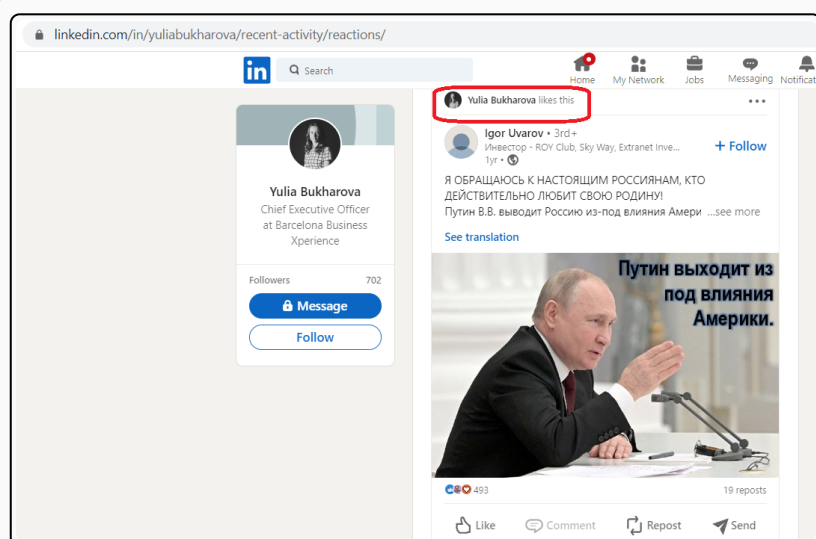 linkedin.com/in/yuliabukharova/recent-activity/reactions/
in
Search
Home
My Network
Jobs
Messaging
Notificat
Yulia Bukharova
Chief Executive Officer
at Barcelona Business
Xperience
Followers 702
Message
Follow
Yulia Bukharova likes this
Igor Uvarov • 3rd+
Инвестор - ROY Club, Sky Way, Extranet Inve...
1yr •
+ Follow
Я ОБРАЩАЮСЬ К НАСТОЯЩИМ РОССИЯНАМ, КТО
ДЕЙСТВИТЕЛЬНО ЛЮБИТ СВОЮ РОДИНУ!
Путин В.В. выводит Россию из-под влияния Амери ...see more
See translation
Путин выходит из
под влияния
Америки.
493
19 reposts
Like
Comment
Repost
Send